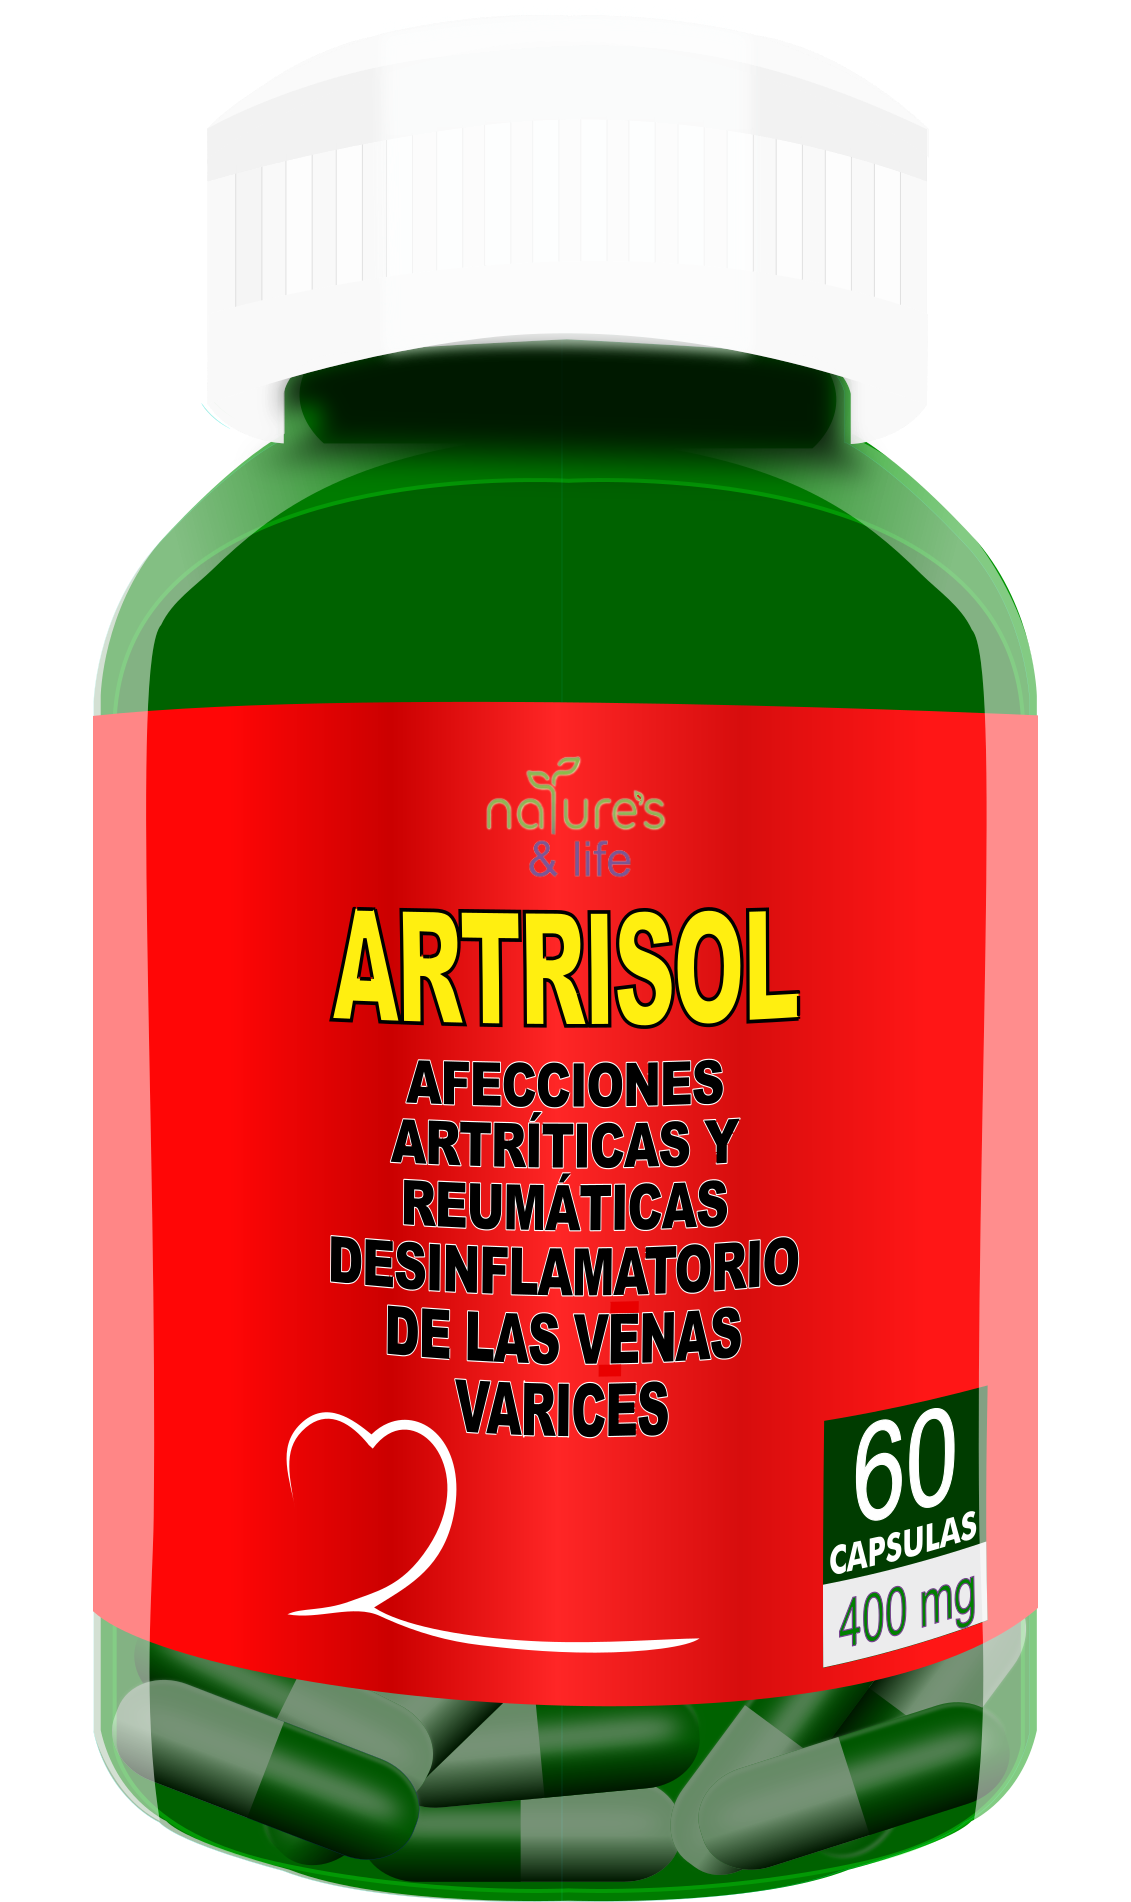 nature's
& life
ARTRISOL
AFECCIONES
ARTRÍTICAS Y
REUMÁTICAS
DESINFLAMATORIO
DE LAS VENAS
VARICES
60
CAPSULAS
400 mg